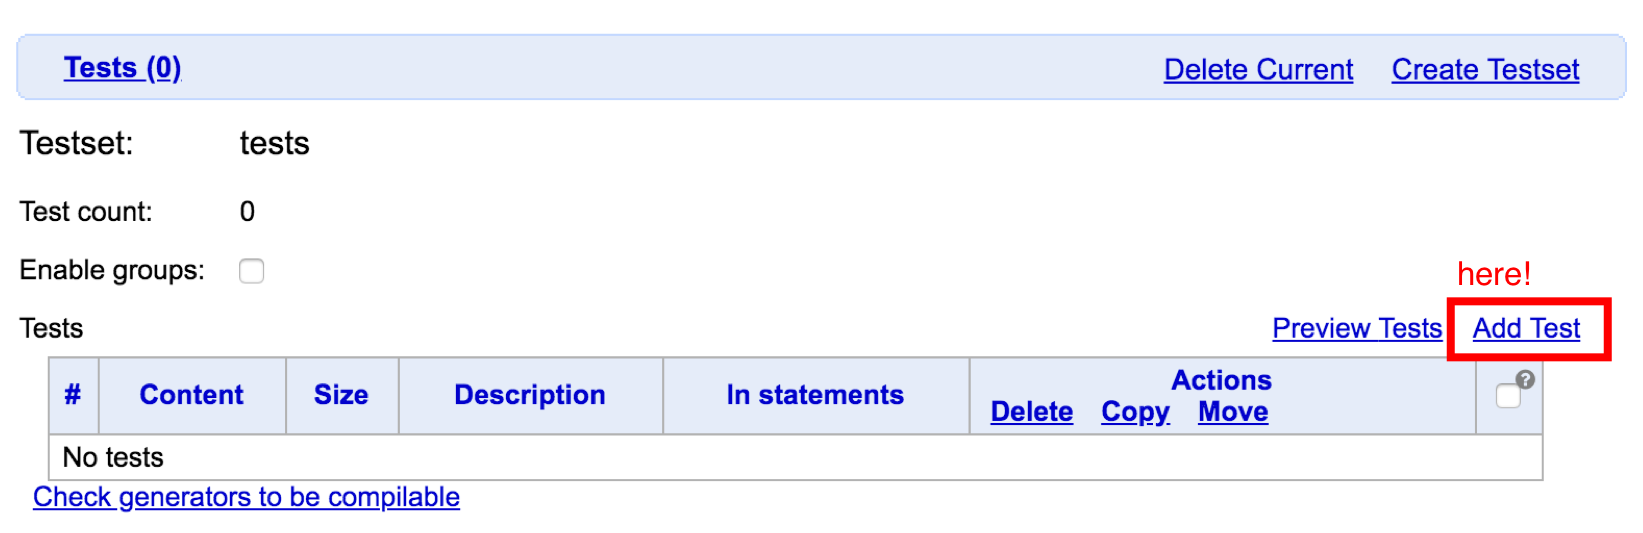 Tests (0) Delete Current Create Testset
Testset: tests
Test count: 0
Enable groups:
here!
Tests Preview Tests Add Test
# Content Size Description In statements Actions ?
Delete Copy Move
No tests
Check generators to be compilable